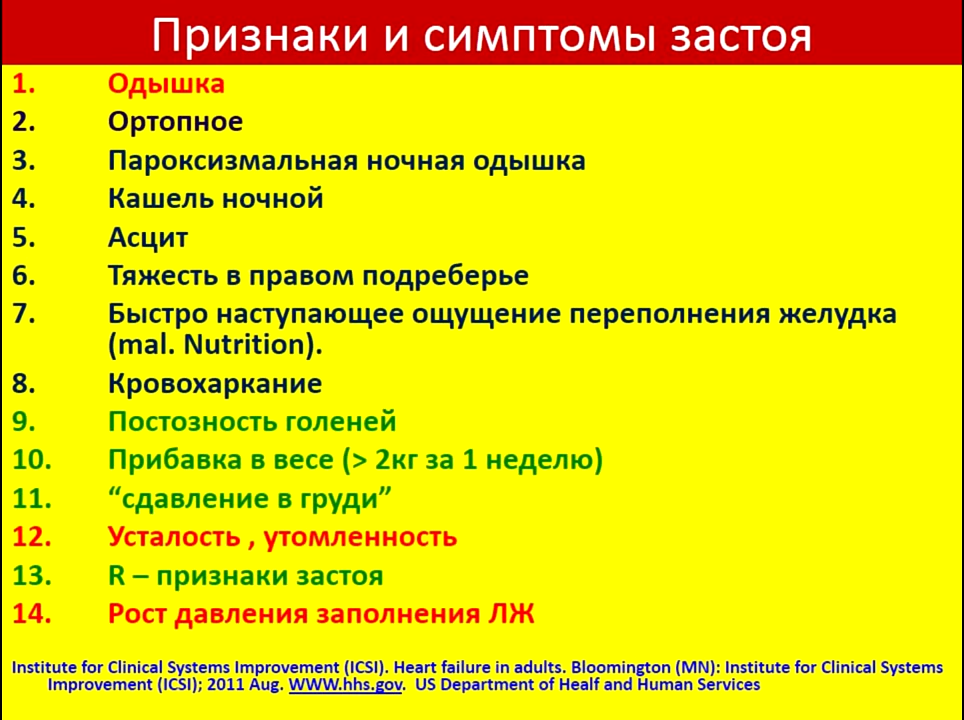 Признаки и симптомы застоя
1. Одышка
2. Ортопное
3. Пароксизмальная ночная одышка
4. Кашель ночной
5. Асцит
6. Тяжесть в правом подреберье
7. Быстро наступающее ощущение переполнения желудка
(mal. Nutrition).
8. Кровохаркание
9. Постозность голеней
10. Прибавка в весе (> 2кг за 1 неделю)
11. “сдавление в груди”
12. Усталость , утомленность
13. R – признаки застоя
14. Рост давления заполнения ЛЖ
Institute for Clinical Systems Improvement (ICSI). Heart failure in adults. Bloomington (MN): Institute for Clinical Systems
Improvement (ICSI); 2011 Aug. WWW.hhs.gov. US Department of Healf and Human Services